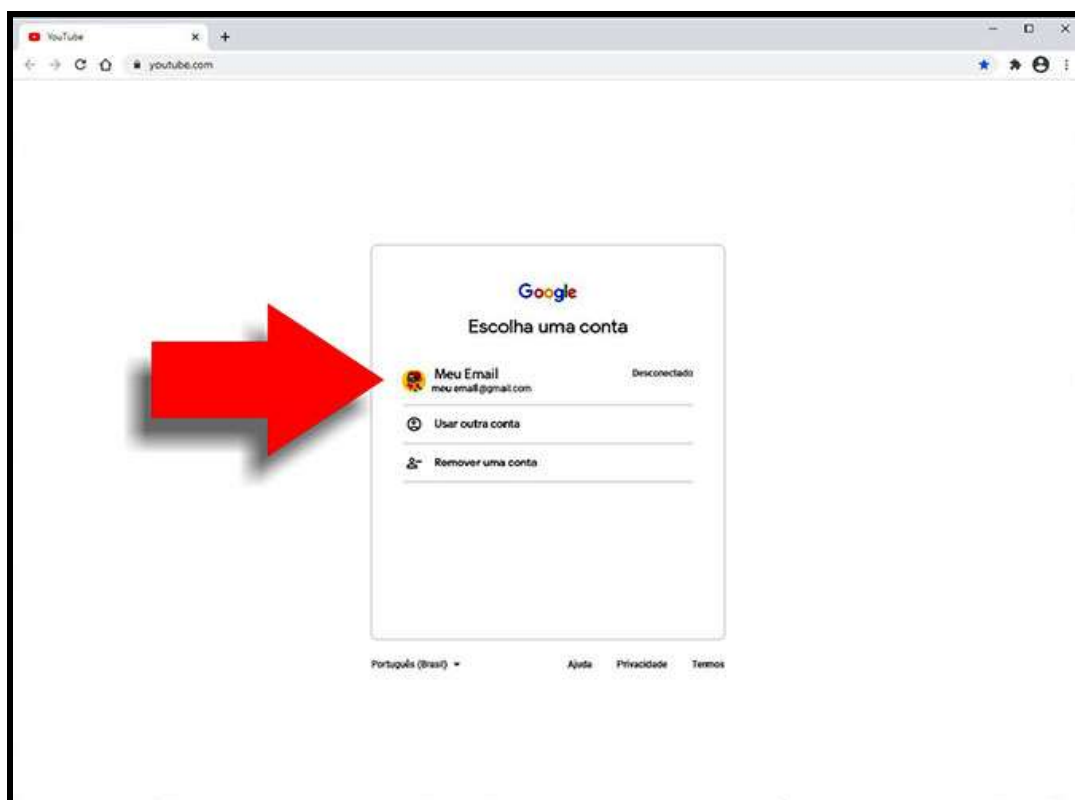 YouTube
youtube.com
Google
Escolha uma conta
Meu Email
Desconectado
meu email@gmail.com
Usar outra conta
Remover uma conta
Português (Brasil)
Ajuda Privacidade Termos